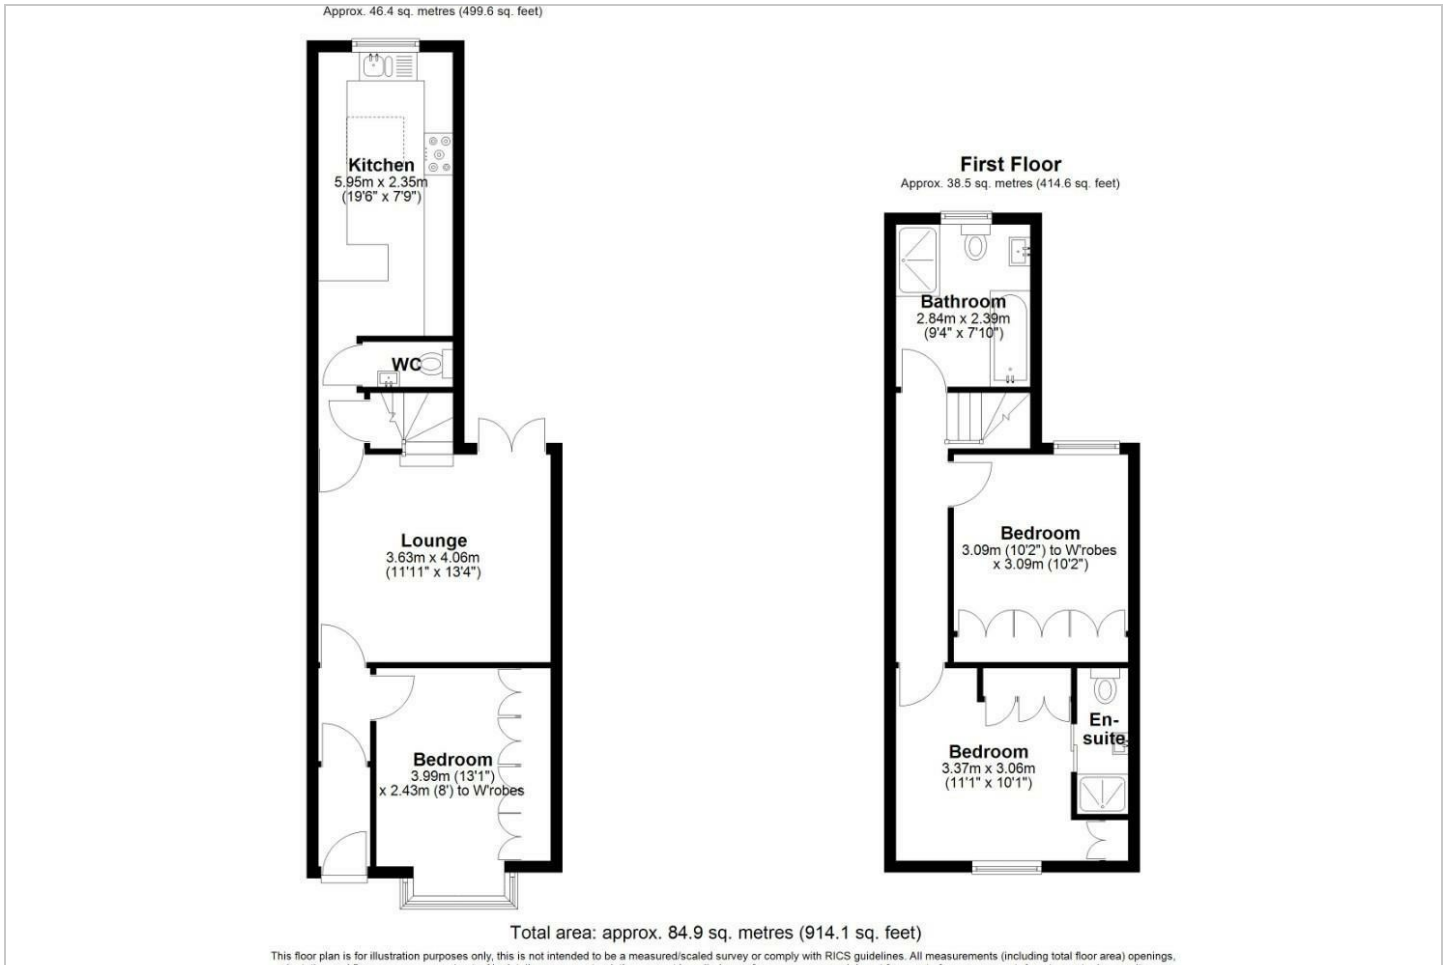 Approx. 46.4 sq. metres (499.6 sq. feet)
Kitchen
5.95m x 2.35m
(19'6" x 7'9")
WC
Lounge
3.63m x 4.06m
(11'11" x 13'4")
Bedroom
3.99m (13'1")
x 2.43m (8') to W'robes
First Floor
Approx. 38.5 sq. metres (414.6 sq. feet)
Bathroom
2.84m x 2.39m
(9'4" x 7'10")
Bedroom
3.09m (10'2") to W'robes
x 3.09m (10'2")
Bedroom
3.37m x 3.06m
(11'1" x 10'1")
En-
suite
Total area: approx. 84.9 sq. metres (914.1 sq. feet)
This floor plan is for illustration purposes only, this is not intended to be a measured/scaled survey or comply with RICS guidelines. All measurements (including total floor area) openings,